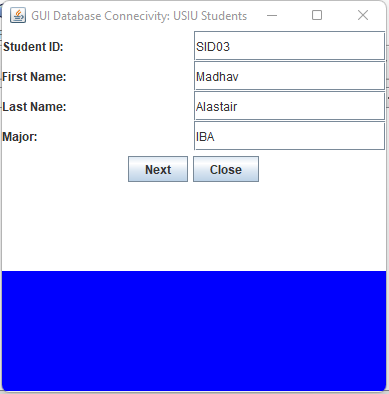 GUI Database Connecivity: USIU Students
Student ID: SID03
First Name: Madhav
Last Name: Alastair
Major: IBA
Next Close